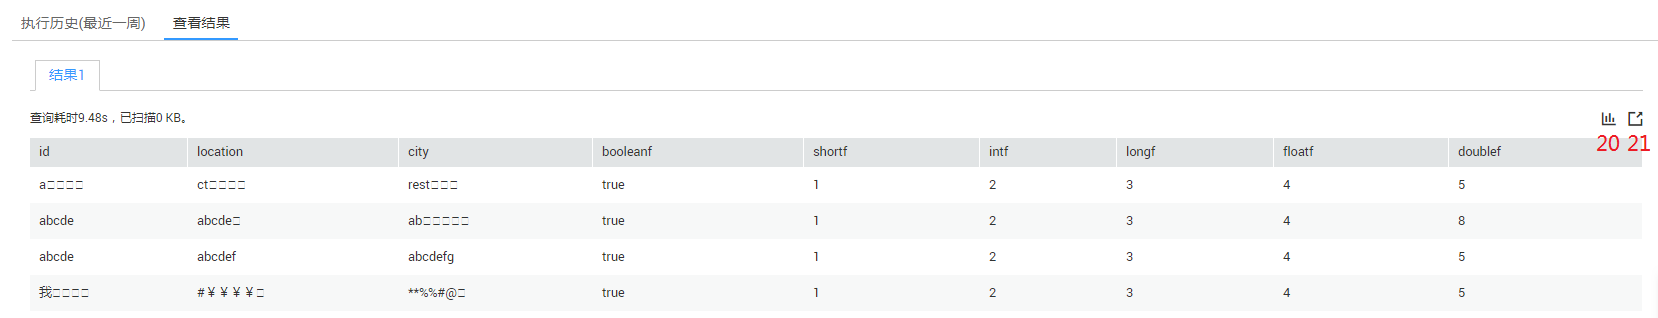 执行历史(最近一周) 查看结果
结果1
查询耗时9.48s，已扫描0 KB。
20 21
id location city booleanf shortf intf longf floatf doublef
a□□□□ ct□□□□ rest□□□ true 1 2 3 4 5
abcde abcde□ ab□□□□□ true 1 2 3 4 8
abcde abcdef abcdefg true 1 2 3 4 5
我□□□□ #￥￥￥￥□ **%%#@□ true 1 2 3 4 5